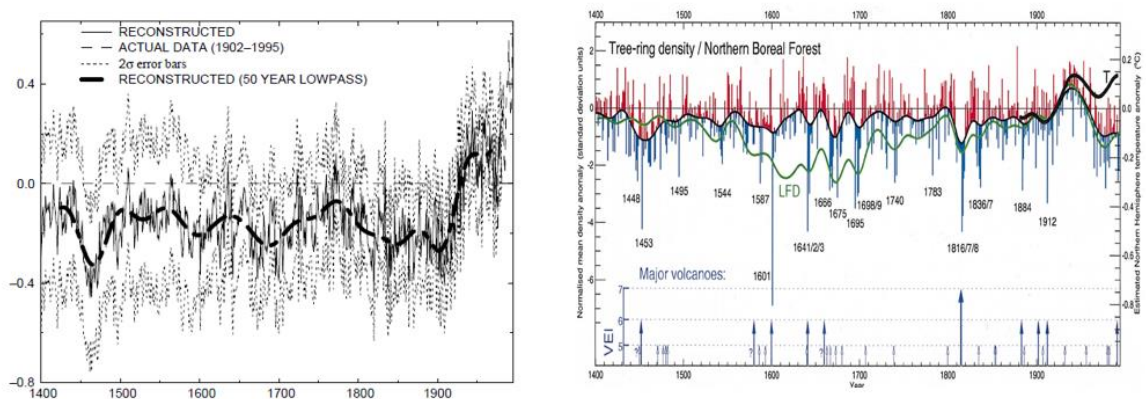 RECONSTRUCTED
ACTUAL DATA (1902–1995)
2σ error bars
RECONSTRUCTED (50 YEAR LOWPASS)
0.4
0.0
−0.4
−0.8
1400 1500 1600 1700 1800 1900
1400 1500 1600 1700 1800 1900
Tree-ring density / Northern Boreal Forest
T
LFD
Normalised mean density anomaly (standard deviation units)
2
0
-2
-4
-6
Estimated Northern Hemisphere temperature anomaly (°C)
0.2
0.0
-0.2
-0.4
-0.6
-0.8
1448 1495 1544 1587 1666 1698/9 1740 1783 1836/7 1884
1675
1695 1912
1453 1641/2/3 1816/7/8
1601
Major volcanoes:
VEI
7
6
5
1400 1500 1600 1700 1800 1900